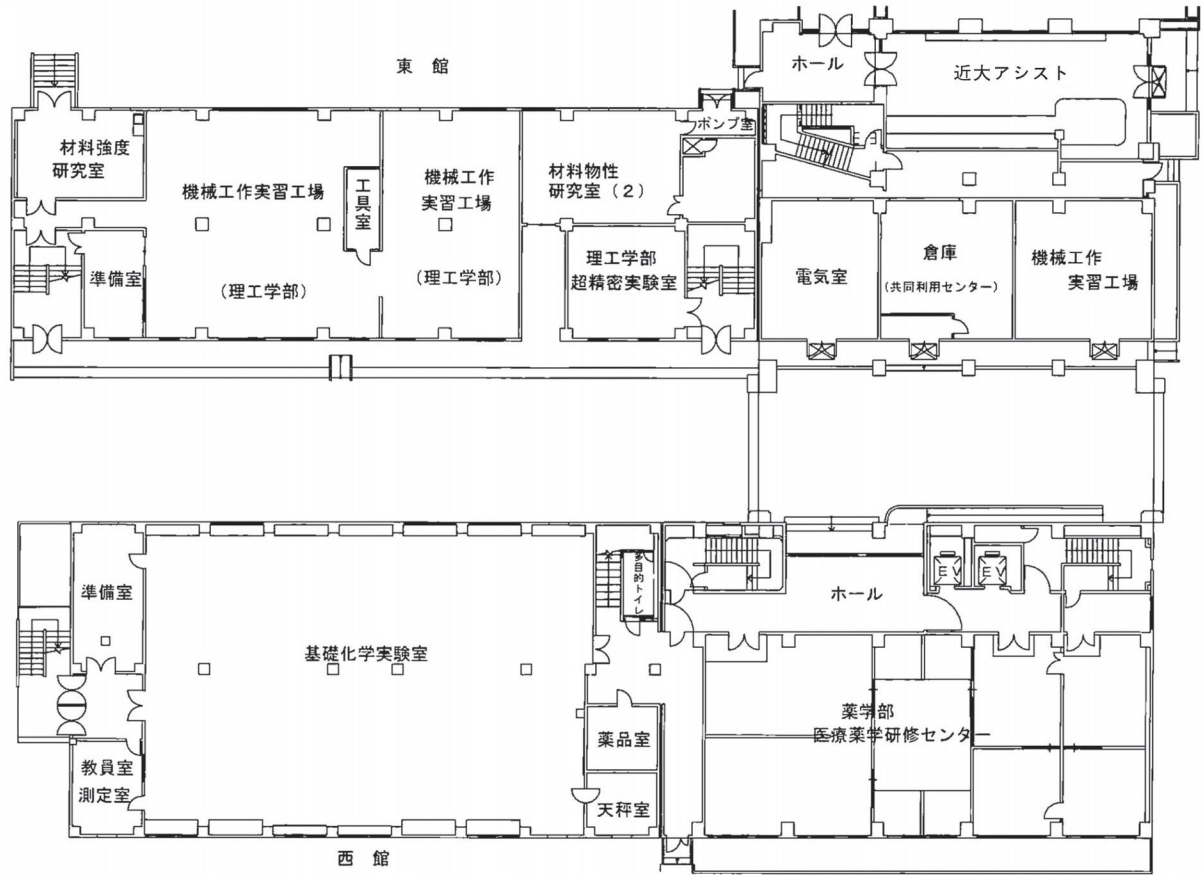 東 館
ホール
近大アシスト
ポンプ室
材料強度
研究室
機械工作実習工場
(理工学部)
工具室
機械工作
実習工場
(理工学部)
材料物性
研究室(2)
準備室
理工学部
超精密実験室
電気室
倉庫
(共同利用センター)
機械工作
実習工場
準備室
多目的トイレ
ホール
EV
EV
基礎化学実験室
薬品室
薬学部
医療薬学研修センター
教員室
測定室
天秤室
西 館